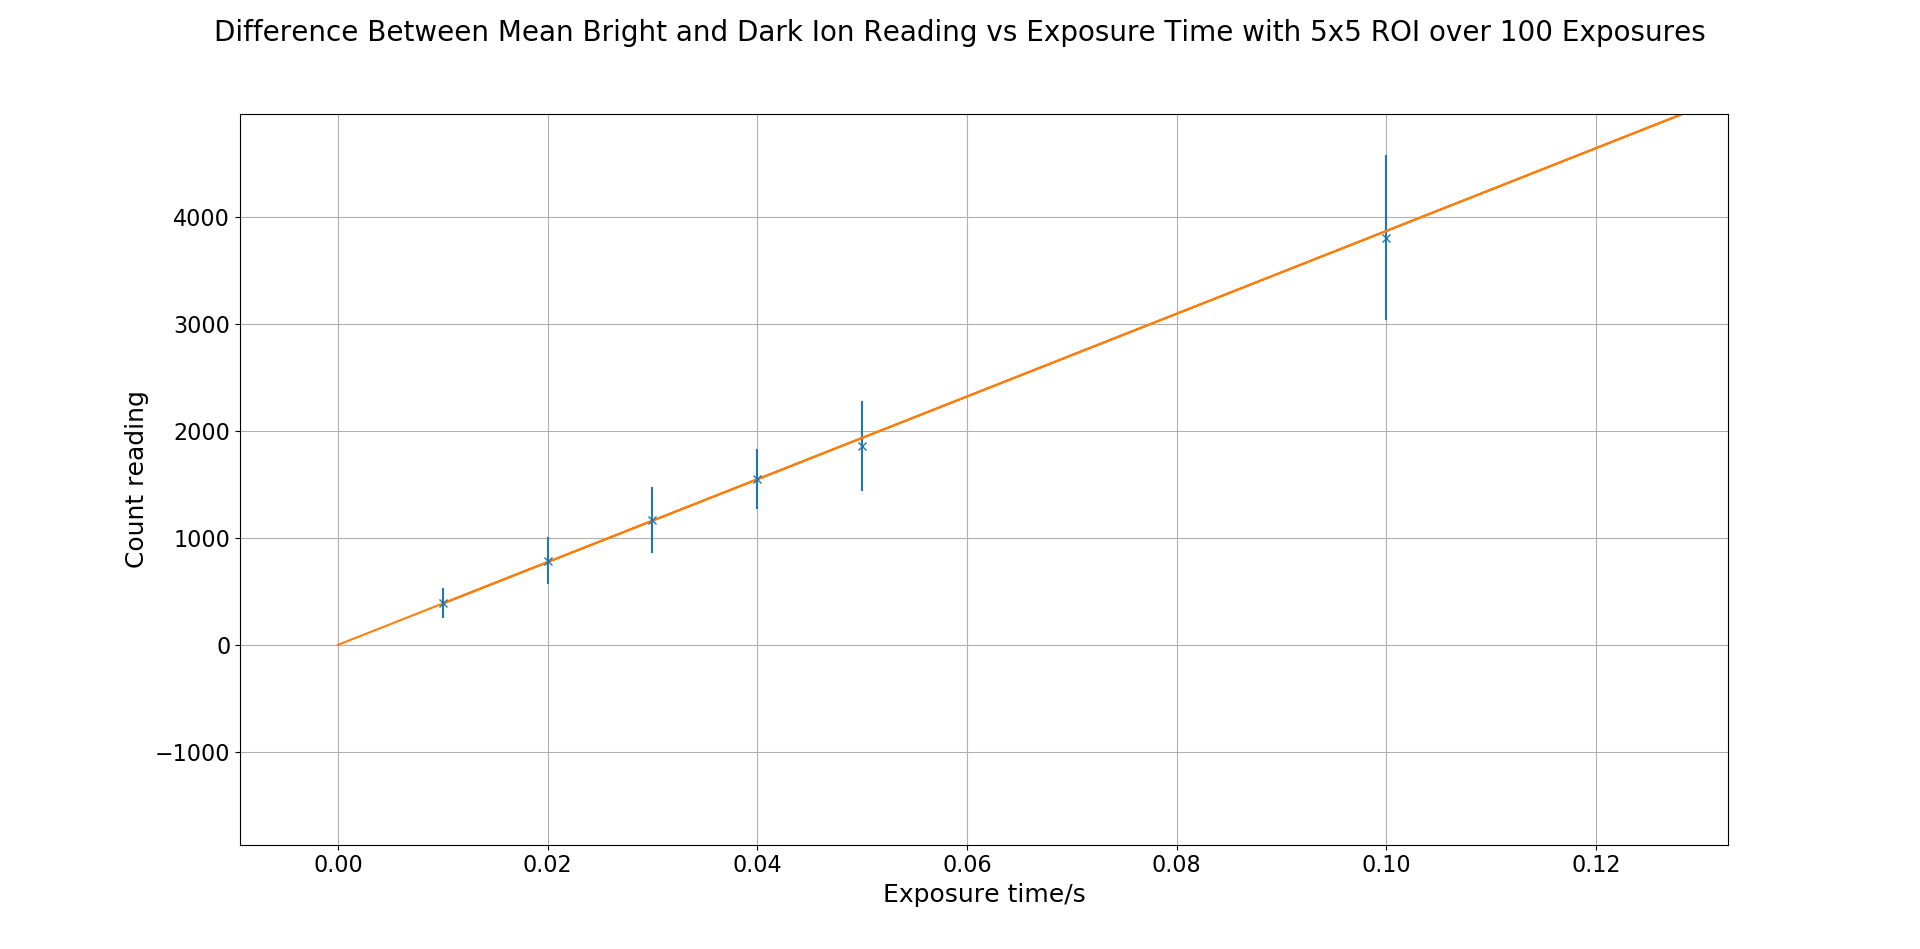 Difference Between Mean Bright and Dark Ion Reading vs Exposure Time with 5x5 ROI over 100 Exposures
4000
3000
2000
1000
0
−1000
Count reading
0.00 0.02 0.04 0.06 0.08 0.10 0.12
Exposure time/s